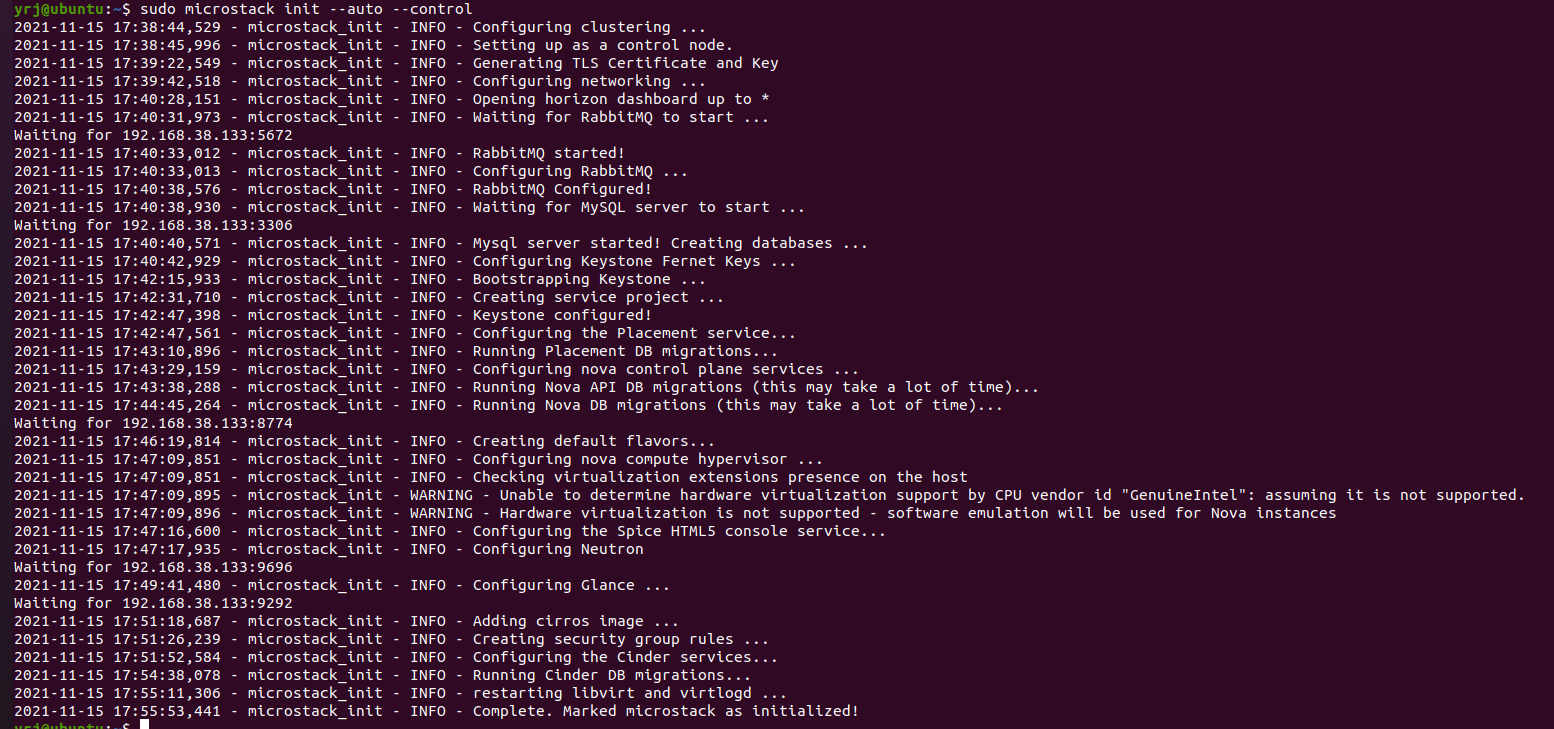 yrj@ubuntu:~$ sudo microstack init --auto --control
2021-11-15 17:38:44,529 - microstack_init - INFO - Configuring clustering ...
2021-11-15 17:38:45,996 - microstack_init - INFO - Setting up as a control node.
2021-11-15 17:39:22,549 - microstack_init - INFO - Generating TLS Certificate and Key
2021-11-15 17:39:42,518 - microstack_init - INFO - Configuring networking ...
2021-11-15 17:40:28,151 - microstack_init - INFO - Opening horizon dashboard up to *
2021-11-15 17:40:31,973 - microstack_init - INFO - Waiting for RabbitMQ to start ...
Waiting for 192.168.38.133:5672
2021-11-15 17:40:33,012 - microstack_init - INFO - RabbitMQ started!
2021-11-15 17:40:33,013 - microstack_init - INFO - Configuring RabbitMQ ...
2021-11-15 17:40:38,576 - microstack_init - INFO - RabbitMQ Configured!
2021-11-15 17:40:38,930 - microstack_init - INFO - Waiting for MySQL server to start ...
Waiting for 192.168.38.133:3306
2021-11-15 17:40:40,571 - microstack_init - INFO - Mysql server started! Creating databases ...
2021-11-15 17:40:42,929 - microstack_init - INFO - Configuring Keystone Fernet Keys ...
2021-11-15 17:42:15,933 - microstack_init - INFO - Bootstrapping Keystone ...
2021-11-15 17:42:31,710 - microstack_init - INFO - Creating service project ...
2021-11-15 17:42:47,398 - microstack_init - INFO - Keystone configured!
2021-11-15 17:42:47,561 - microstack_init - INFO - Configuring the Placement service...
2021-11-15 17:43:10,896 - microstack_init - INFO - Running Placement DB migrations...
2021-11-15 17:43:29,159 - microstack_init - INFO - Configuring nova control plane services ...
2021-11-15 17:43:38,288 - microstack_init - INFO - Running Nova API DB migrations (this may take a lot of time)...
2021-11-15 17:44:45,264 - microstack_init - INFO - Running Nova DB migrations (this may take a lot of time)...
Waiting for 192.168.38.133:8774
2021-11-15 17:46:19,814 - microstack_init - INFO - Creating default flavors...
2021-11-15 17:47:09,851 - microstack_init - INFO - Configuring nova compute hypervisor ...
2021-11-15 17:47:09,851 - microstack_init - INFO - Checking virtualization extensions presence on the host
2021-11-15 17:47:09,895 - microstack_init - WARNING - Unable to determine hardware virtualization support by CPU vendor id "GenuineIntel": assuming it is not supported.
2021-11-15 17:47:09,896 - microstack_init - WARNING - Hardware virtualization is not supported - software emulation will be used for Nova instances
2021-11-15 17:47:16,600 - microstack_init - INFO - Configuring the Spice HTML5 console service...
2021-11-15 17:47:17,935 - microstack_init - INFO - Configuring Neutron
Waiting for 192.168.38.133:9696
2021-11-15 17:49:41,480 - microstack_init - INFO - Configuring Glance ...
Waiting for 192.168.38.133:9292
2021-11-15 17:51:18,687 - microstack_init - INFO - Adding cirros image ...
2021-11-15 17:51:26,239 - microstack_init - INFO - Creating security group rules ...
2021-11-15 17:51:52,584 - microstack_init - INFO - Configuring the Cinder services...
2021-11-15 17:54:38,078 - microstack_init - INFO - Running Cinder DB migrations...
2021-11-15 17:55:11,306 - microstack_init - INFO - restarting libvirt and virtlogd ...
2021-11-15 17:55:53,441 - microstack_init - INFO - Complete. Marked microstack as initialized!
yrj@ubuntu:~$